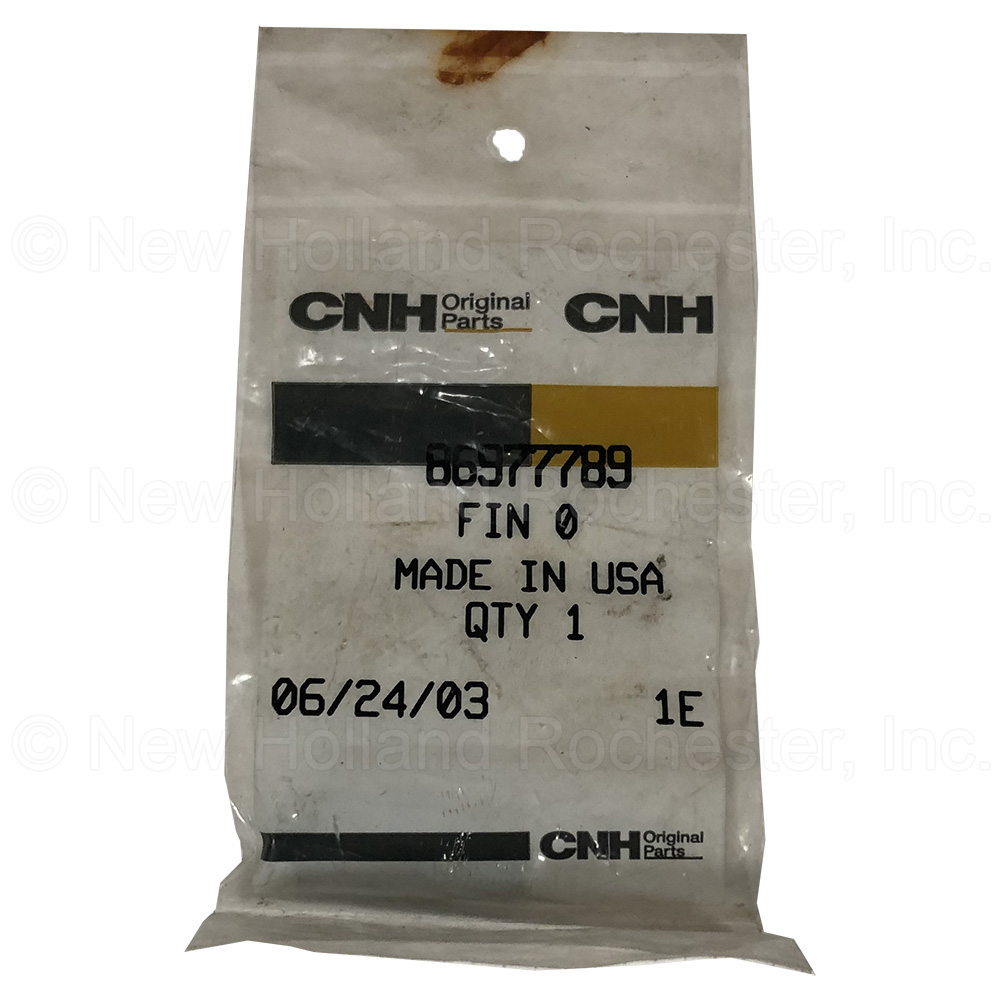 © New Holland Rochester, Inc.
CNH Original Parts CNH
86977789
© New Holland Rochester, Inc.
FIN 0
MADE IN USA
QTY 1
06/24/03 1E
© New Holland Rochester, Inc.
CNH Original Parts